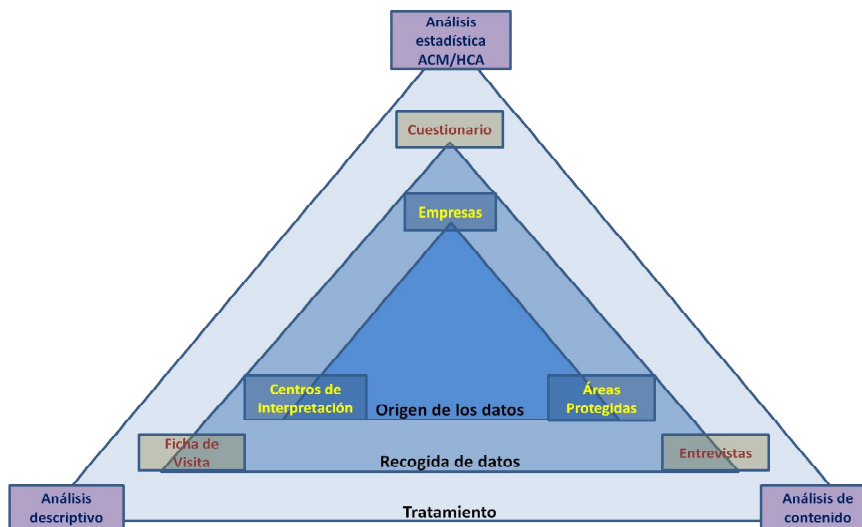 Análisis
estadística
ACM/HCA
Cuestionario
Empresas
Centros de
Interpretación
Áreas
Protegidas
Origen de los datos
Ficha de
Visita
Entrevistas
Recogida de datos
Análisis
descriptivo
Análisis de
contenido
Tratamiento